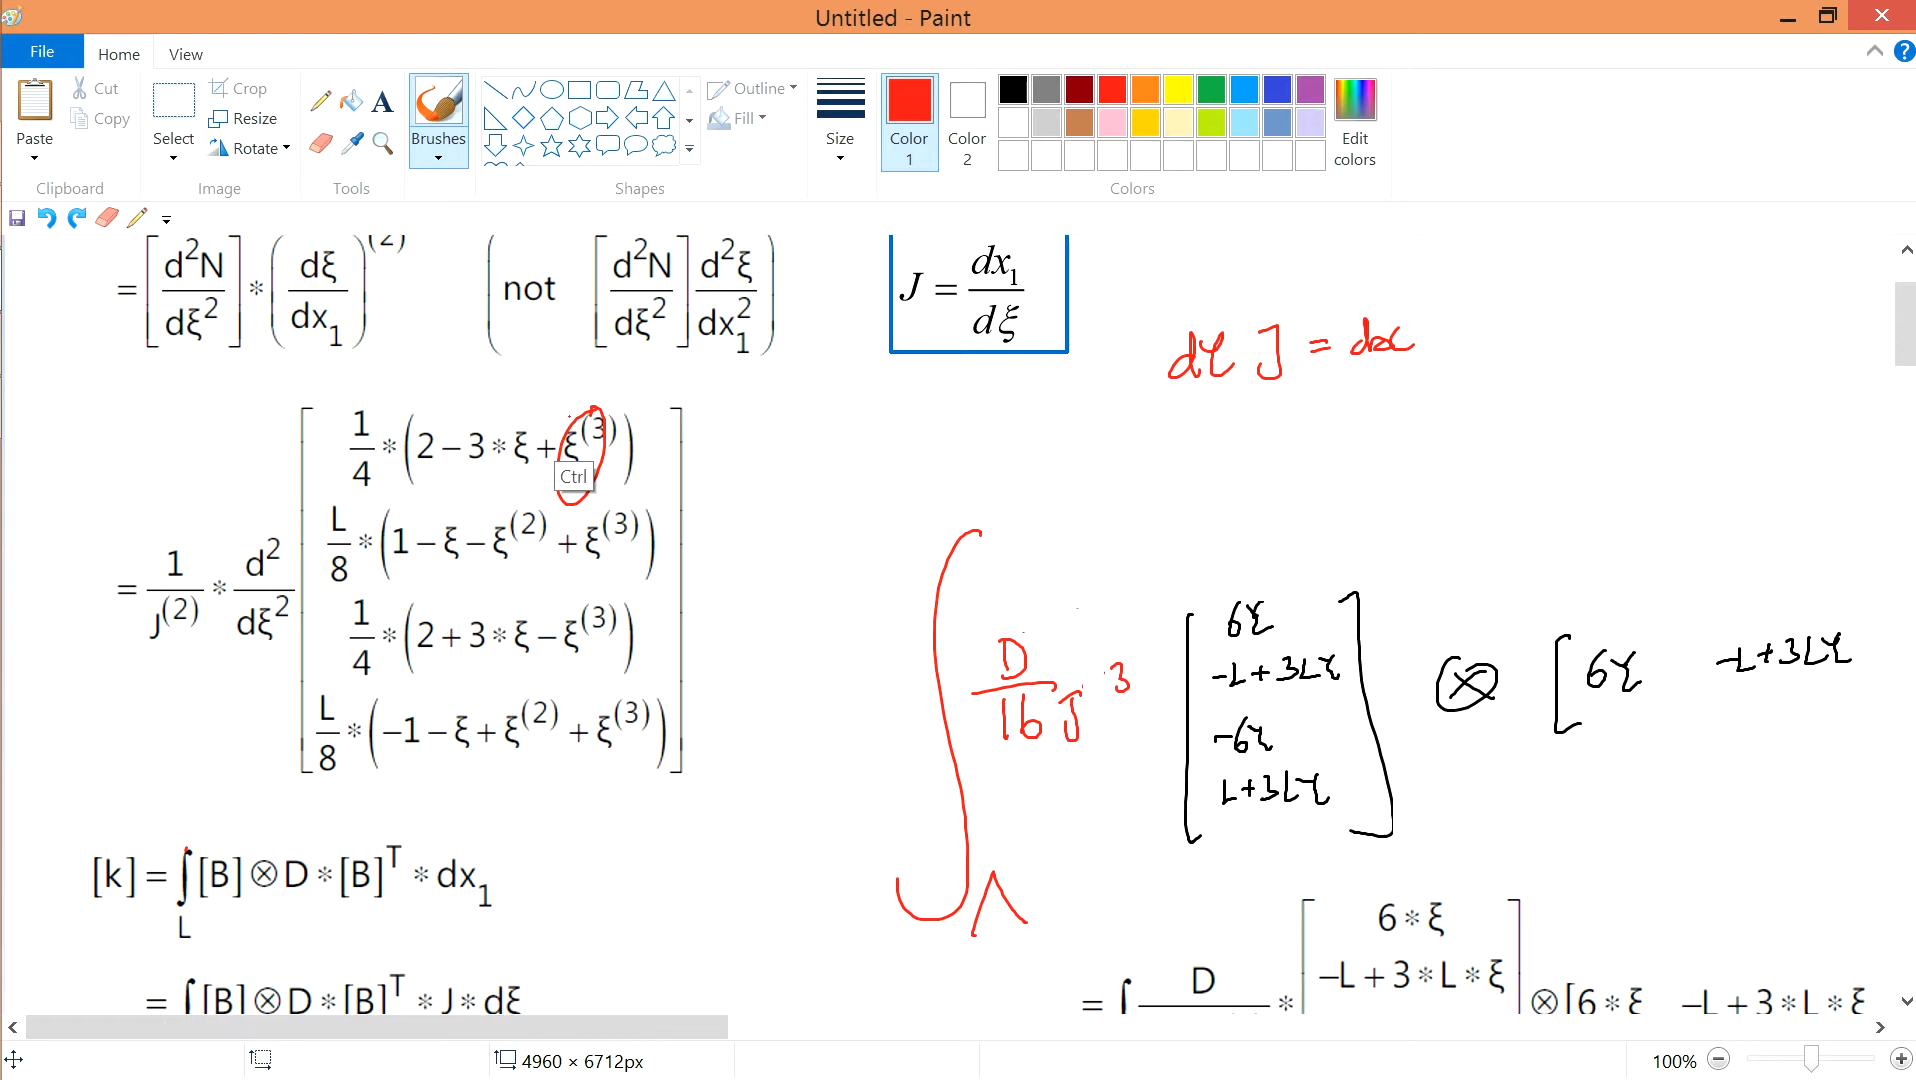 Untitled - Paint
File Home View
Paste Cut Copy Clipboard
Select Crop Resize Rotate Image
Tools
Brushes
Outline Fill Shapes
Size
Color 1
Color 2
Colors
Edit colors
= [d²N/dξ²] * (dξ/dx₁)^(2) (not [d²N/dξ²] d²ξ/dx₁²)
J = dx₁/dξ
dξ J = dx
= 1/J^(2) * d²/dξ² [
1/4 * (2 − 3 * ξ + ξ^(3))
Ctrl
L/8 * (1 − ξ − ξ^(2) + ξ^(3))
1/4 * (2 + 3 * ξ − ξ^(3))
L/8 * (−1 − ξ + ξ^(2) + ξ^(3))
]
∫ D/16J³ [
6ξ
-L+3Lξ
-6ξ
L+3Lξ
] ⊗ [6ξ -L+3Lξ
Λ
[k] = ∫L [B] ⊗ D * [B]^T * dx₁
= ∫ [B] ⊗ D * [B]^T * J * dξ
= ∫ D * [
6 * ξ
−L + 3 * L * ξ
⊗ [6 * ξ −L + 3 * L * ξ
4960 × 6712px
100%